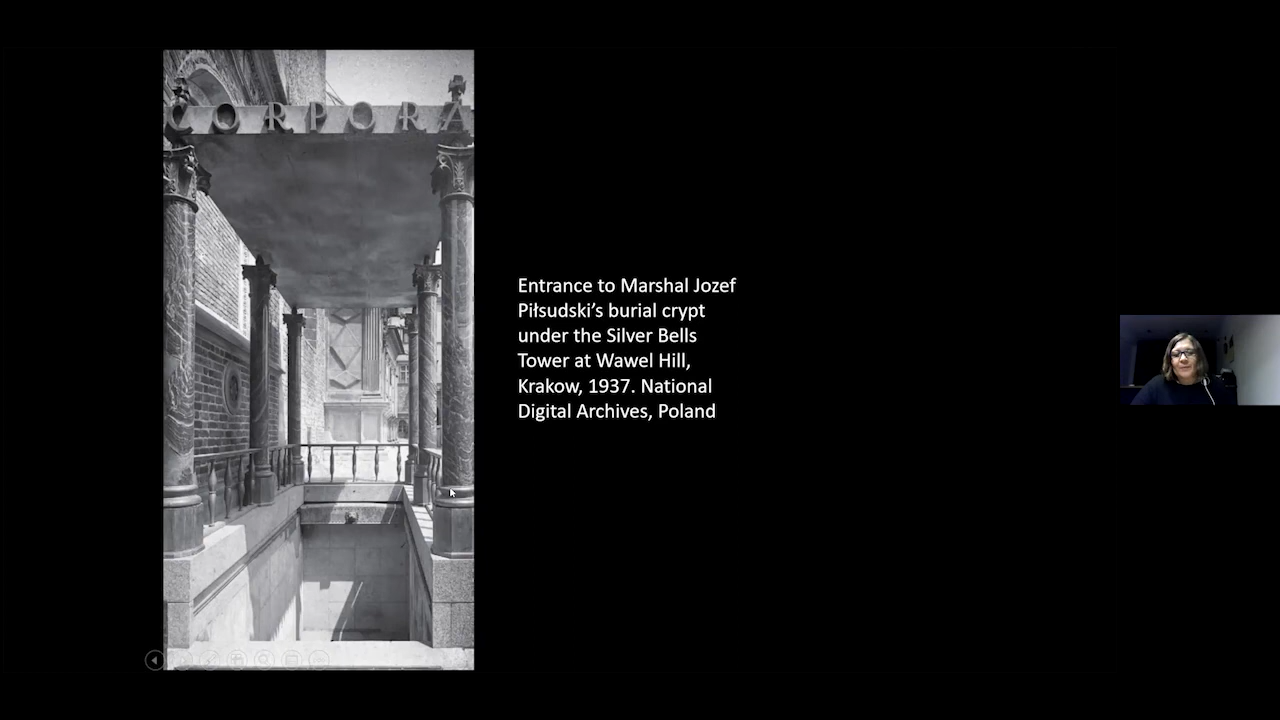 CORPORA
Entrance to Marshal Jozef
Piłsudski’s burial crypt
under the Silver Bells
Tower at Wawel Hill,
Krakow, 1937. National
Digital Archives, Poland